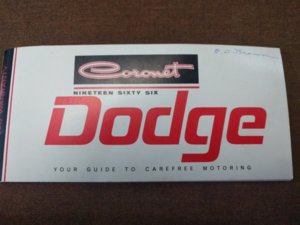 Coronet
NINETEEN SIXTY SIX
Dodge
YOUR GUIDE TO CAREFREE MOTORING